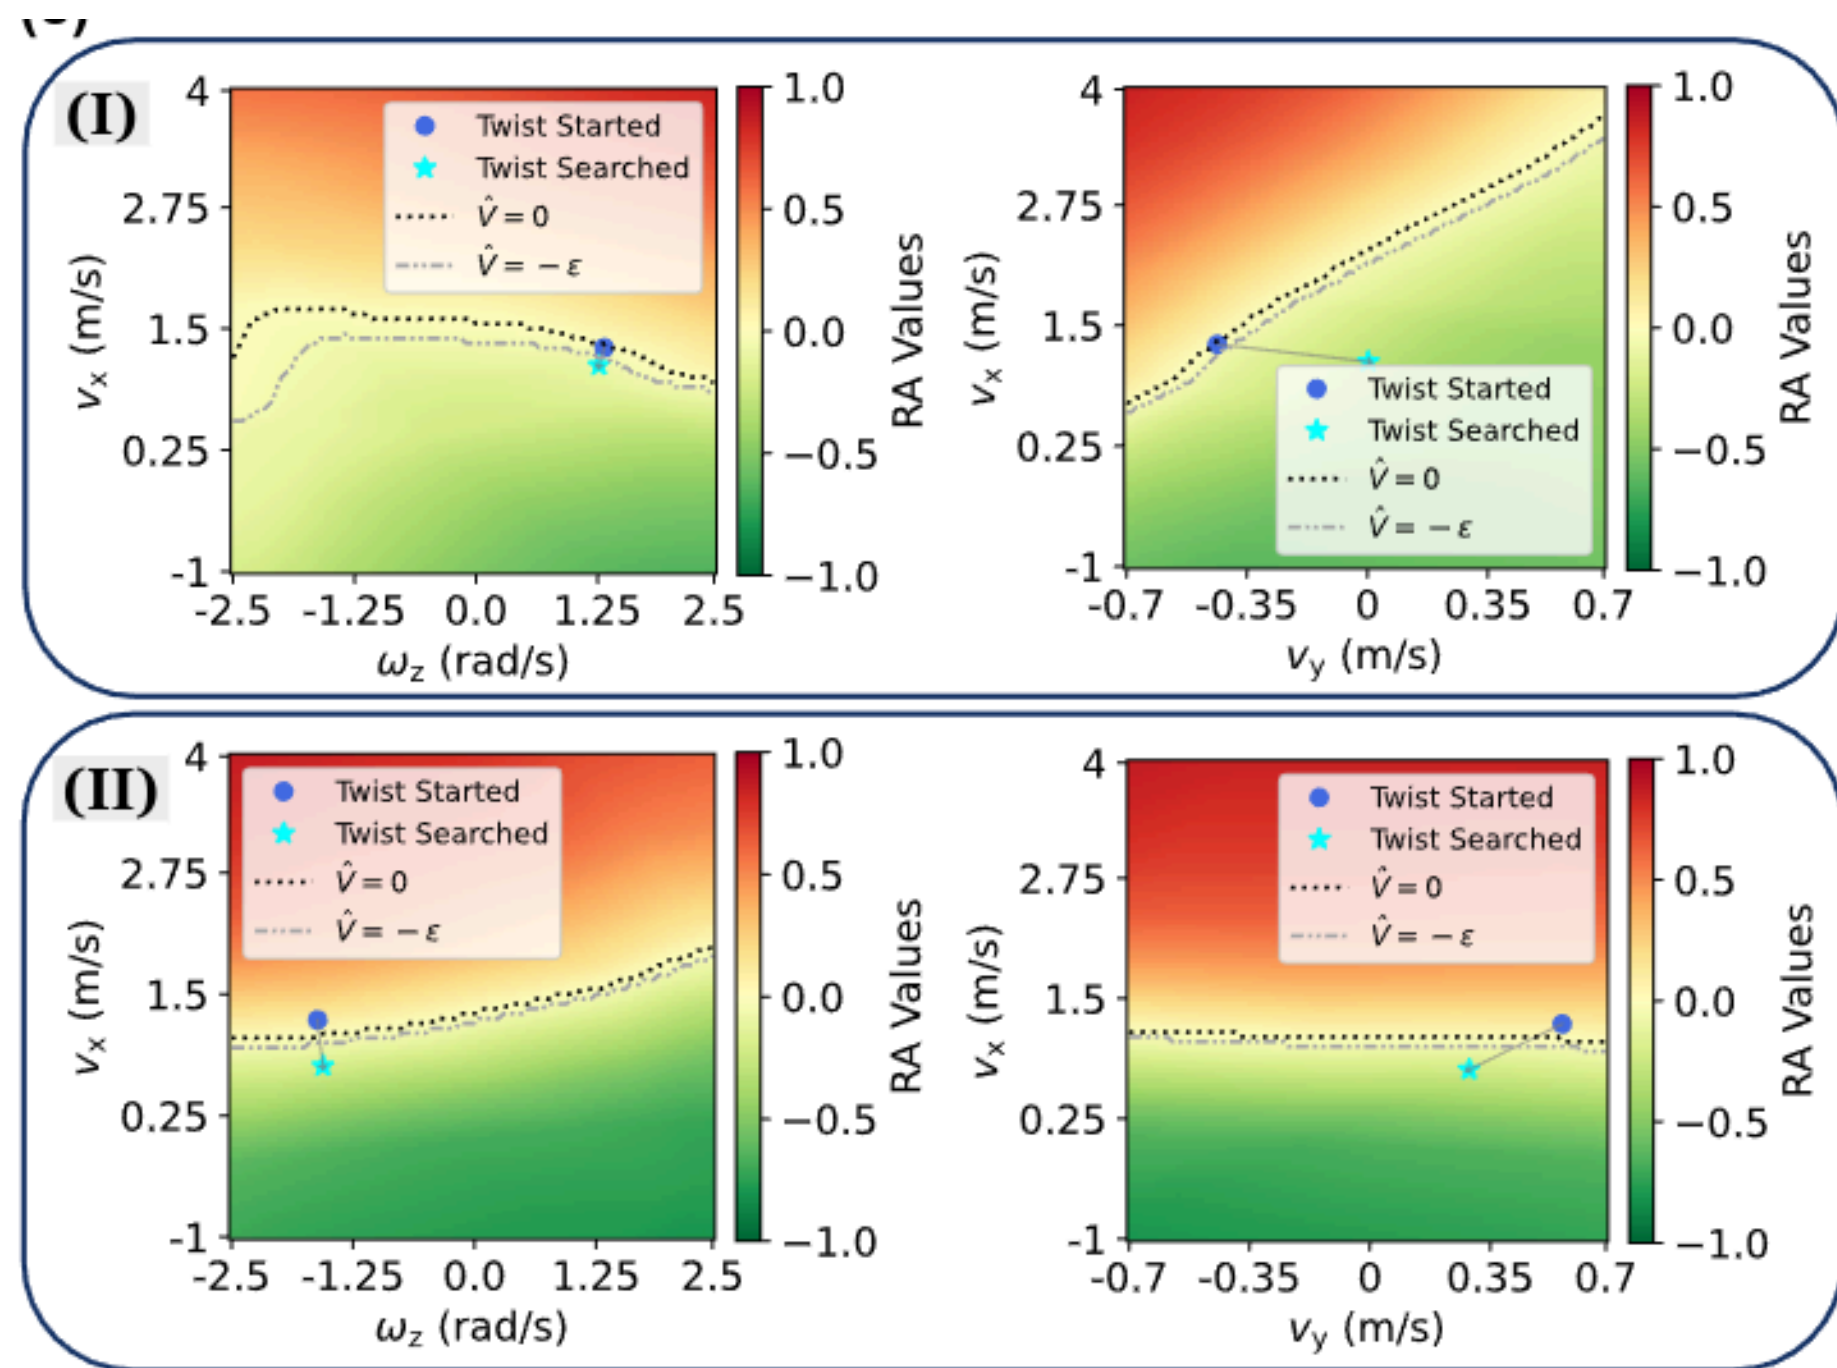 (I)
4
2.75
1.5
0.25
-1
v_x (m/s)
Twist Started
Twist Searched
V̂ = 0
V̂ = − ε
-2.5 -1.25 0.0 1.25 2.5
ω_z (rad/s)
1.0
0.5
0.0
−0.5
−1.0
RA Values
4
2.75
1.5
0.25
-1
v_x (m/s)
Twist Started
Twist Searched
V̂ = 0
V̂ = − ε
-0.7 -0.35 0 0.35 0.7
v_y (m/s)
1.0
0.5
0.0
−0.5
−1.0
RA Values
(II)
4
2.75
1.5
0.25
-1
v_x (m/s)
Twist Started
Twist Searched
V̂ = 0
V̂ = − ε
-2.5 -1.25 0.0 1.25 2.5
ω_z (rad/s)
1.0
0.5
0.0
−0.5
−1.0
RA Values
4
2.75
1.5
0.25
-1
v_x (m/s)
Twist Started
Twist Searched
V̂ = 0
V̂ = − ε
-0.7 -0.35 0 0.35 0.7
v_y (m/s)
1.0
0.5
0.0
−0.5
−1.0
RA Values